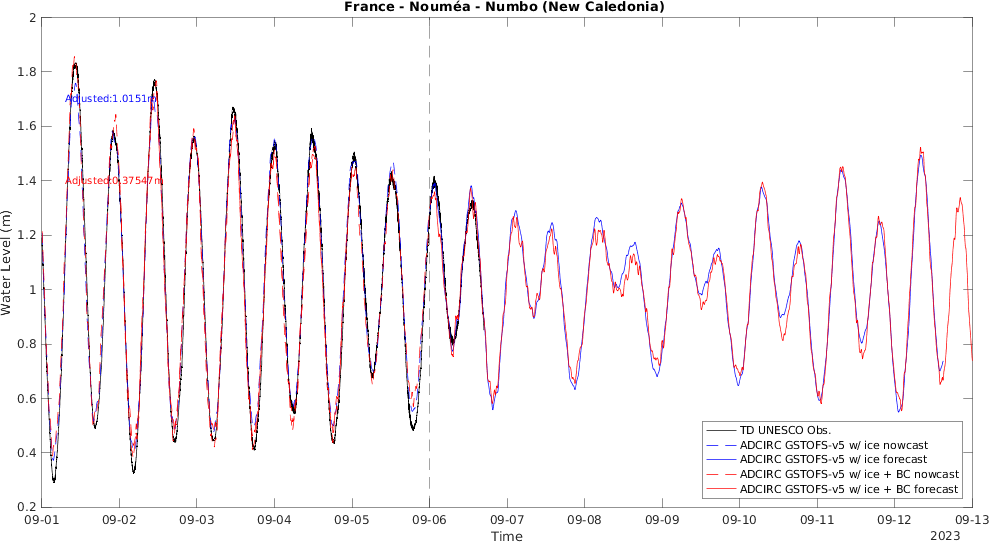 France - Nouméa - Numbo (New Caledonia)
Water Level (m)
2
1.8
1.6
1.4
1.2
1
0.8
0.6
0.4
0.2
Adjusted:1.0151m
Adjusted:0.37547m
TD UNESCO Obs.
ADCIRC GSTOFS-v5 w/ ice nowcast
ADCIRC GSTOFS-v5 w/ ice forecast
ADCIRC GSTOFS-v5 w/ ice + BC nowcast
ADCIRC GSTOFS-v5 w/ ice + BC forecast
09-01 09-02 09-03 09-04 09-05 09-06 09-07 09-08 09-09 09-10 09-11 09-12 09-13
Time
2023